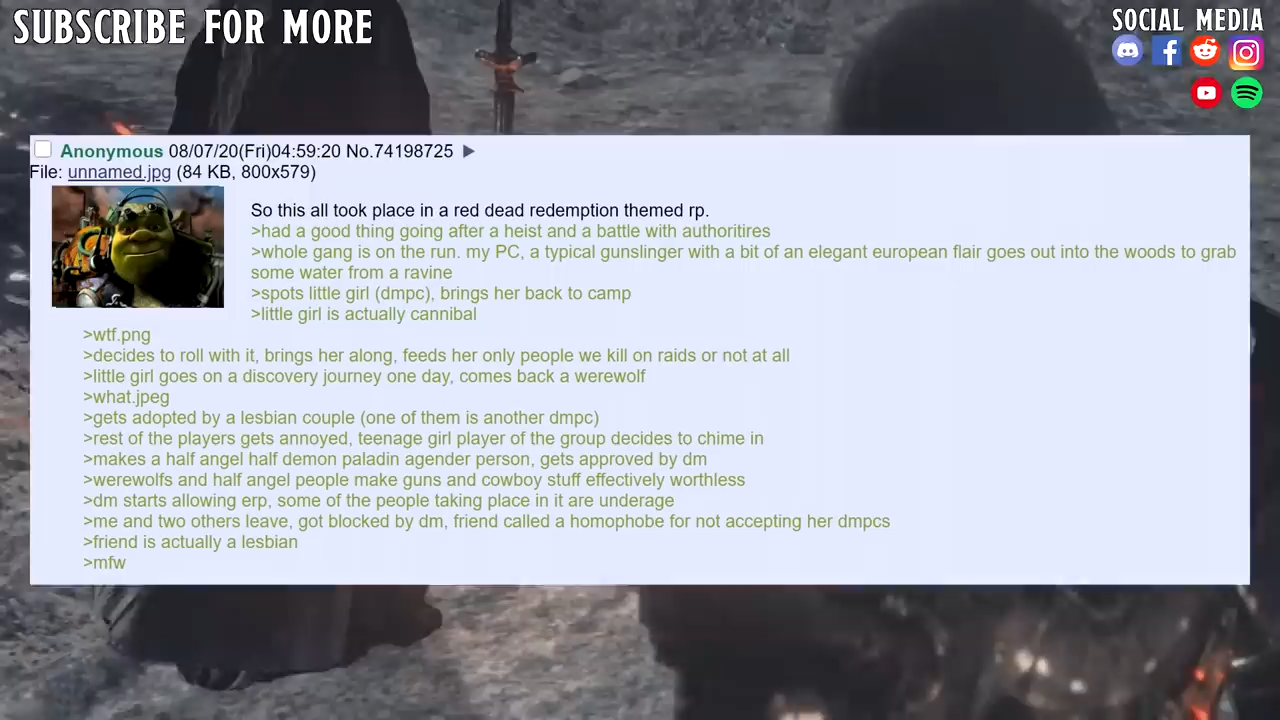 SUBSCRIBE FOR MORE
SOCIAL MEDIA
Anonymous 08/07/20(Fri)04:59:20 No.74198725
File: unnamed.jpg (84 KB, 800x579)
So this all took place in a red dead redemption themed rp.
>had a good thing going after a heist and a battle with authoritires
>whole gang is on the run. my PC, a typical gunslinger with a bit of an elegant european flair goes out into the woods to grab
some water from a ravine
>spots little girl (dmpc), brings her back to camp
>little girl is actually cannibal
>wtf.png
>decides to roll with it, brings her along, feeds her only people we kill on raids or not at all
>little girl goes on a discovery journey one day, comes back a werewolf
>what.jpeg
>gets adopted by a lesbian couple (one of them is another dmpc)
>rest of the players gets annoyed, teenage girl player of the group decides to chime in
>makes a half angel half demon paladin agender person, gets approved by dm
>werewolfs and half angel people make guns and cowboy stuff effectively worthless
>dm starts allowing erp, some of the people taking place in it are underage
>me and two others leave, got blocked by dm, friend called a homophobe for not accepting her dmpcs
>friend is actually a lesbian
>mfw